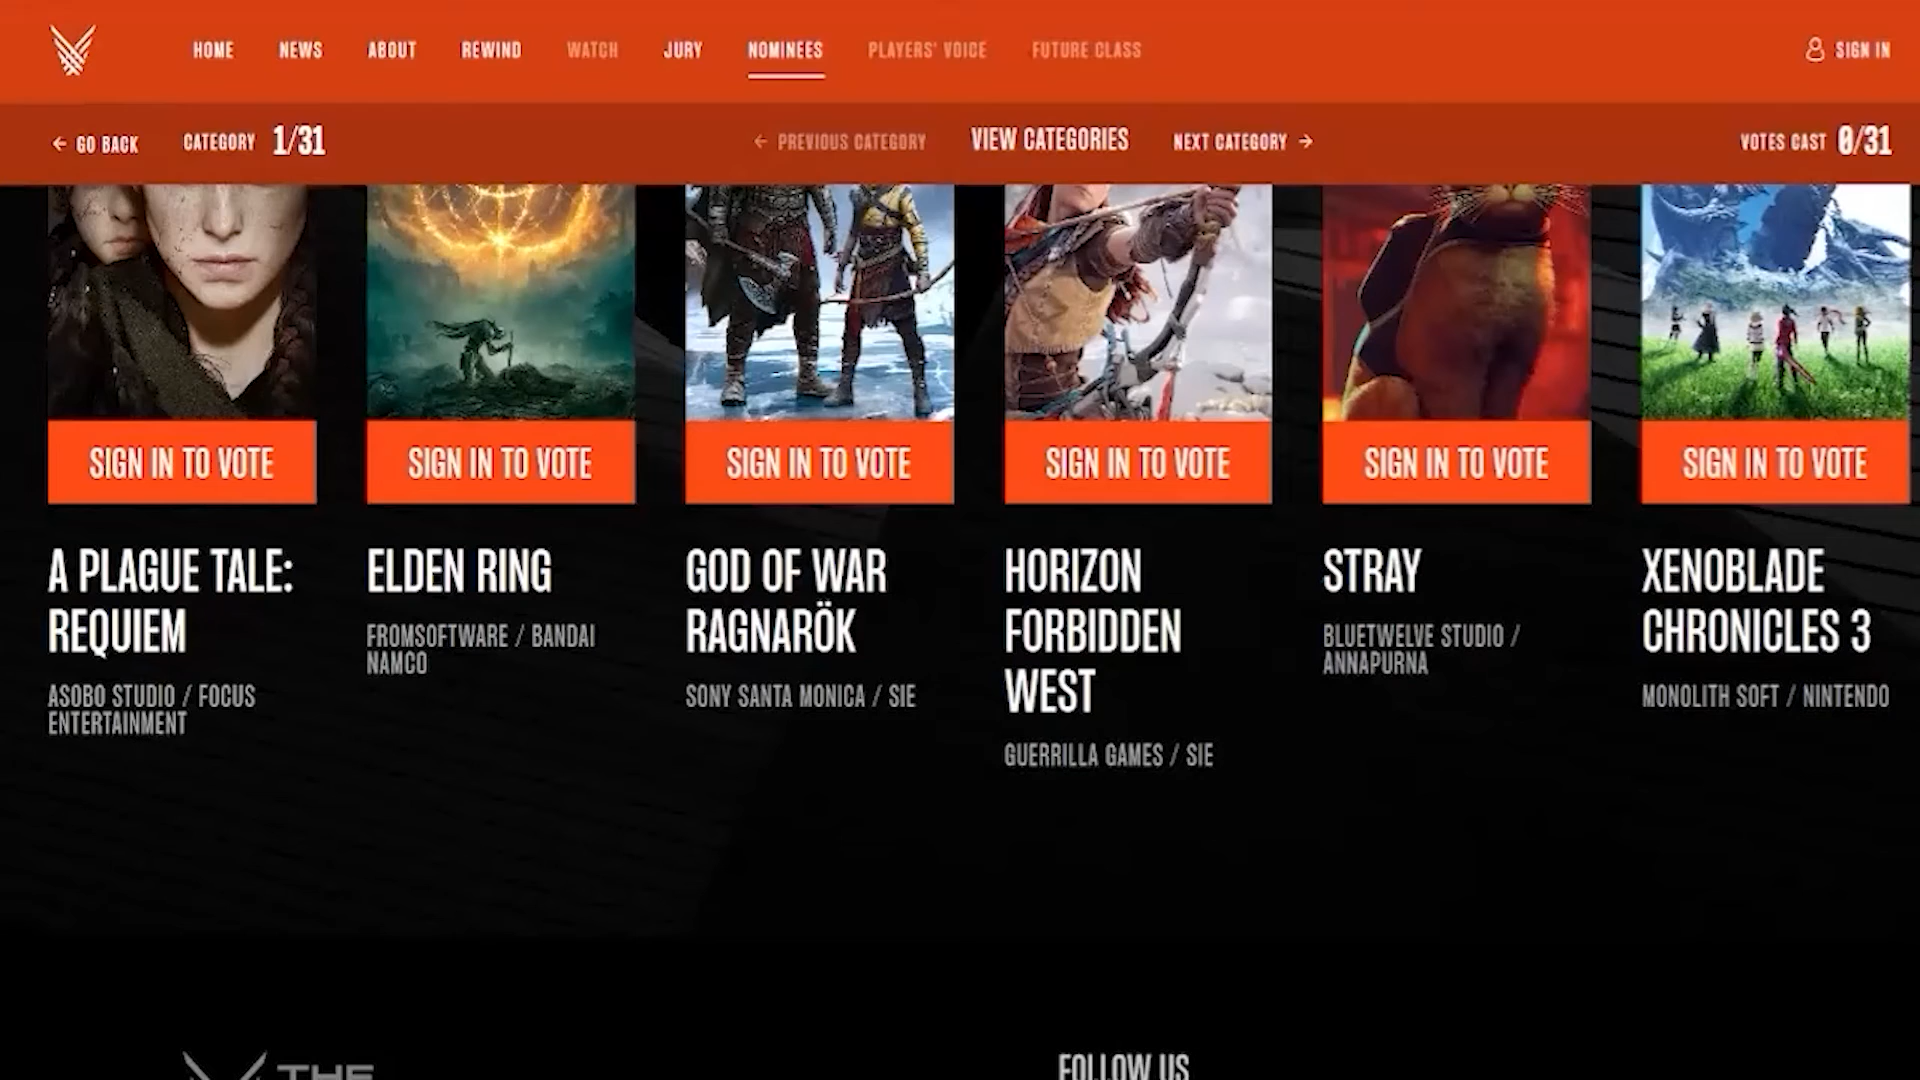 HOME NEWS ABOUT REWIND WATCH JURY NOMINEES PLAYERS' VOICE FUTURE CLASS SIGN IN
GO BACK CATEGORY 1/31 PREVIOUS CATEGORY VIEW CATEGORIES NEXT CATEGORY VOTES CAST 0/31
SIGN IN TO VOTE SIGN IN TO VOTE SIGN IN TO VOTE SIGN IN TO VOTE SIGN IN TO VOTE SIGN IN TO VOTE
A PLAGUE TALE:
REQUIEM
ASOBO STUDIO / FOCUS
ENTERTAINMENT
ELDEN RING
FROMSOFTWARE / BANDAI
NAMCO
GOD OF WAR
RAGNARÖK
SONY SANTA MONICA / SIE
HORIZON
FORBIDDEN
WEST
GUERRILLA GAMES / SIE
STRAY
BLUETWELVE STUDIO /
ANNAPURNA
XENOBLADE
CHRONICLES 3
MONOLITH SOFT / NINTENDO
THE
FOLLOW US